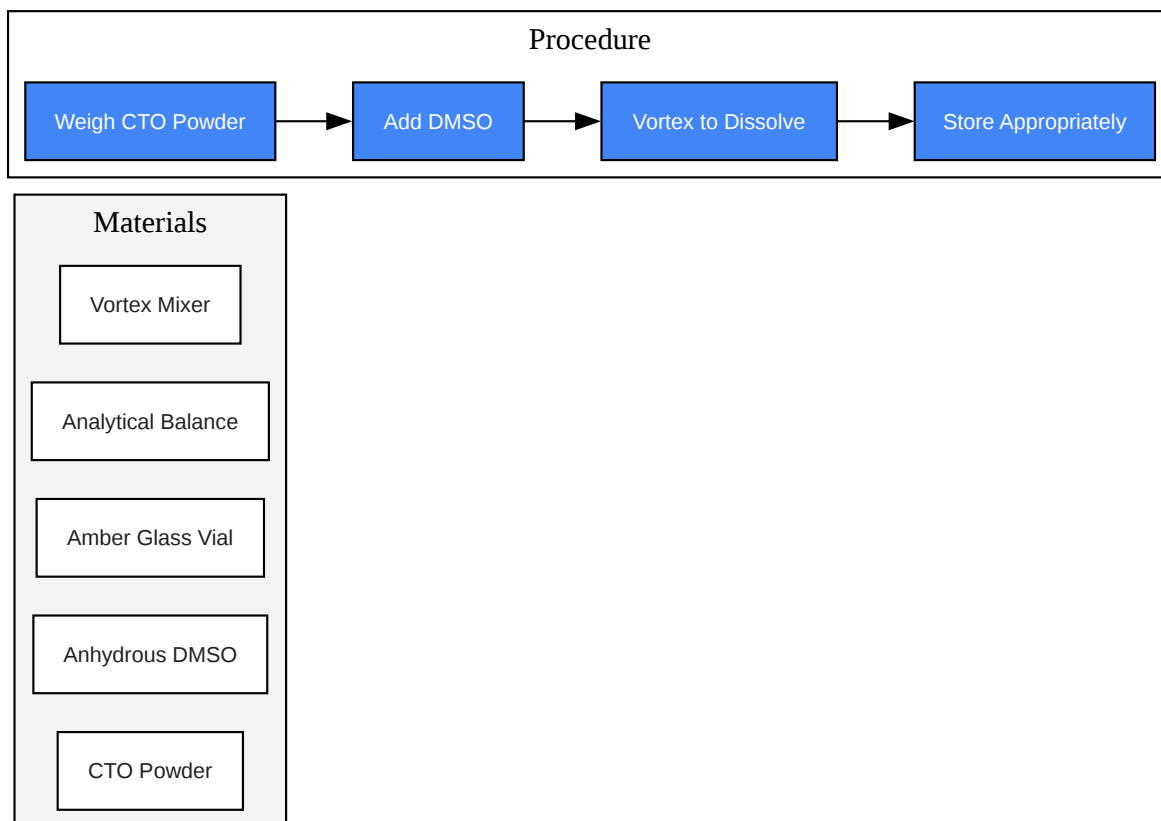 Procedure
Weigh CTO Powder
Add DMSO
Vortex to Dissolve
Store Appropriately
Materials
Vortex Mixer
Analytical Balance
Amber Glass Vial
Anhydrous DMSO
CTO Powder